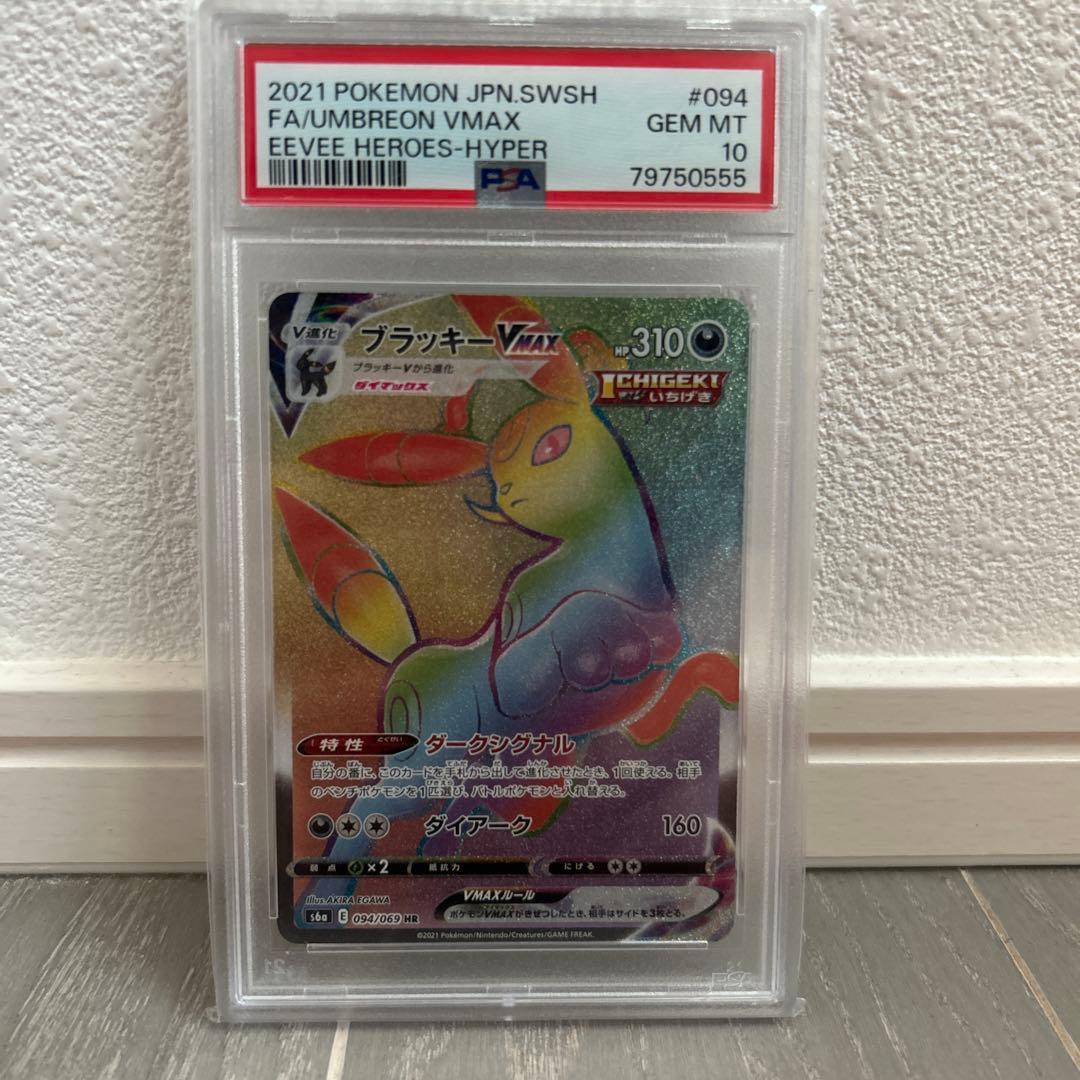 2021 POKEMON JPN.SWSH #094
FA/UMBREON VMAX GEM MT
EEVEE HEROES-HYPER 10
PSA 79750555
V進化 ブラッキーVMAX HP310
ブラッキーVから進化
ダイマックス
ICHIGEKI
いちげき
特性 とくせい ダークシグナル
自分の番に、このカードを手札から出して進化させたとき、1回使える。相手
のベンチポケモンを1匹選び、バトルポケモンと入れ替える。
ダイアーク 160
弱点 ×2 抵抗力 にげる
VMAXルール
Illus. AKIRA EGAWA
ポケモンVMAXがきぜつしたとき、相手はサイドを3枚とる。
s6a E 094/069 HR
©2021 Pokémon/Nintendo/Creatures/GAME FREAK.
PSA